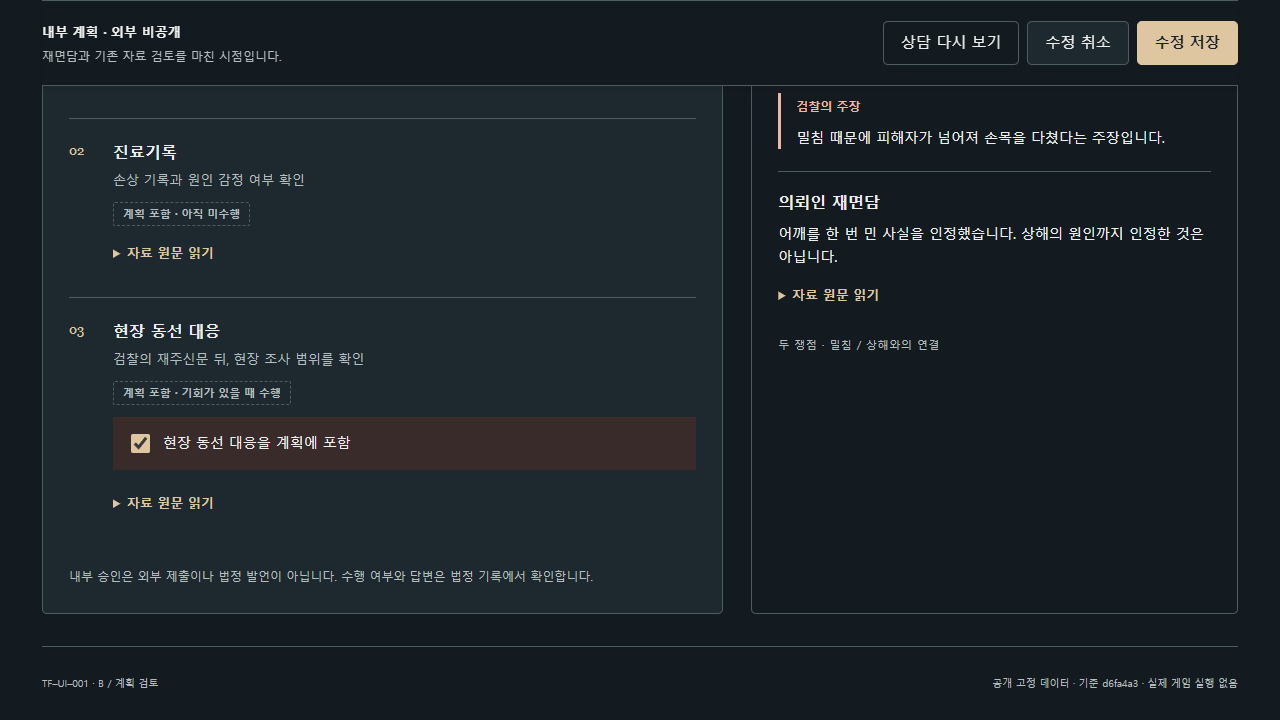 내부 계획 · 외부 비공개
재면담과 기존 자료 검토를 마친 시점입니다.
상담 다시 보기
수정 취소
수정 저장
02
진료기록
손상 기록과 원인 감정 여부 확인
계획 포함 · 아직 미수행
▶ 자료 원문 읽기
03
현장 동선 대응
검찰의 재주신문 뒤, 현장 조사 범위를 확인
계획 포함 · 기회가 있을 때 수행
현장 동선 대응을 계획에 포함
▶ 자료 원문 읽기
내부 승인은 외부 제출이나 법정 발언이 아닙니다. 수행 여부와 답변은 법정 기록에서 확인합니다.
검찰의 주장
밀침 때문에 피해자가 넘어져 손목을 다쳤다는 주장입니다.
의뢰인 재면담
어깨를 한 번 민 사실을 인정했습니다. 상해의 원인까지 인정한 것은
아닙니다.
▶ 자료 원문 읽기
두 쟁점 · 밀침 / 상해와의 연결
TF–UI–001 · B / 계획 검토
공개 고정 데이터 · 기준 d6fa4a3 · 실제 게임 실행 없음